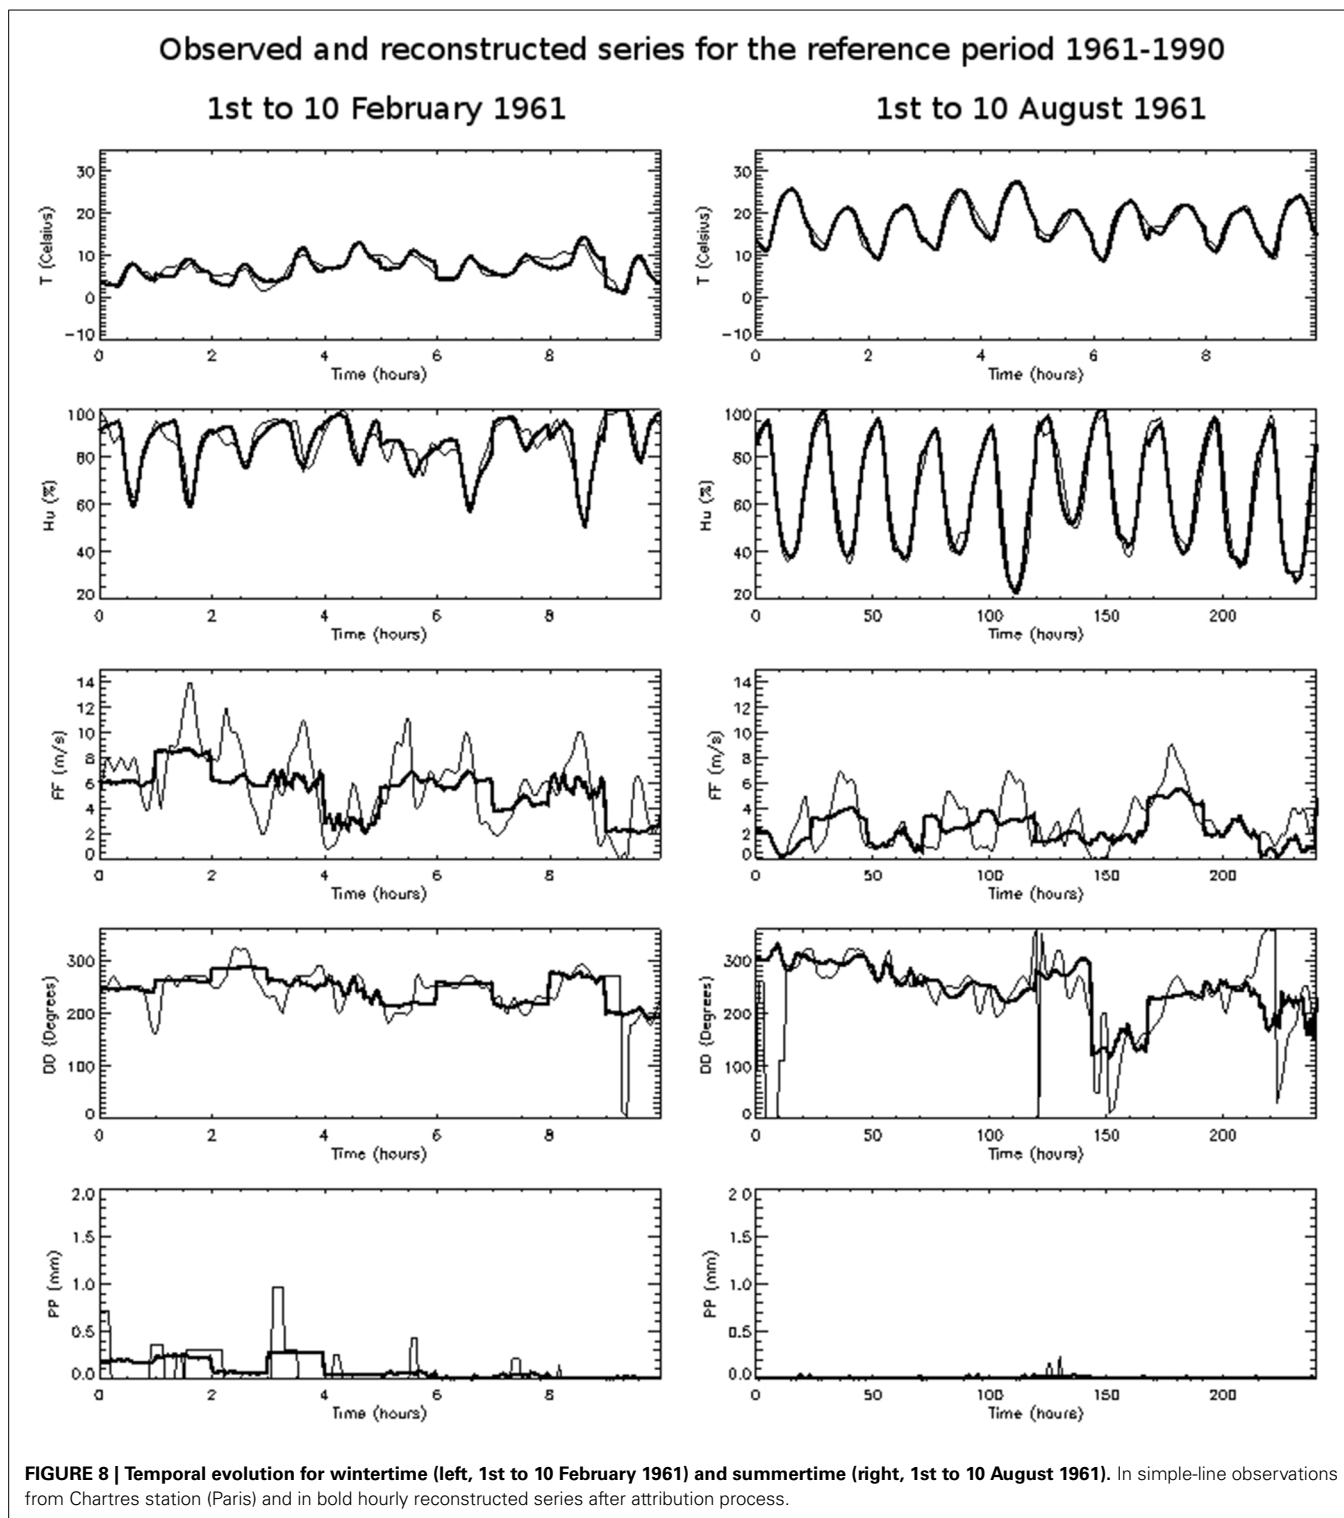 Observed and reconstructed series for the reference period 1961-1990
1st to 10 February 1961
1st to 10 August 1961
T (Celsius)
30
20
10
0
-10
0 2 4 6 8
Time (hours)
T (Celsius)
30
20
10
0
-10
0 2 4 6 8
Time (hours)
Hu (%)
100
80
60
40
20
0 2 4 6 8
Time (hours)
Hu (%)
100
80
60
40
20
0 50 100 150 200
Time (hours)
FF (m/s)
14
12
10
8
6
4
2
0
0 2 4 6 8
Time (hours)
FF (m/s)
14
12
10
8
6
4
2
0
0 50 100 150 200
Time (hours)
DD (Degrees)
300
200
100
0
0 2 4 6 8
Time (hours)
DD (Degrees)
300
200
100
0
0 50 100 150 200
Time (hours)
PP (mm)
2.0
1.5
1.0
0.5
0.0
0 2 4 6 8
Time (hours)
PP (mm)
2.0
1.5
1.0
0.5
0.0
0 50 100 150 200
Time (hours)
FIGURE 8 | Temporal evolution for wintertime (left, 1st to 10 February 1961) and summertime (right, 1st to 10 August 1961). In simple-line observations
from Chartres station (Paris) and in bold hourly reconstructed series after attribution process.